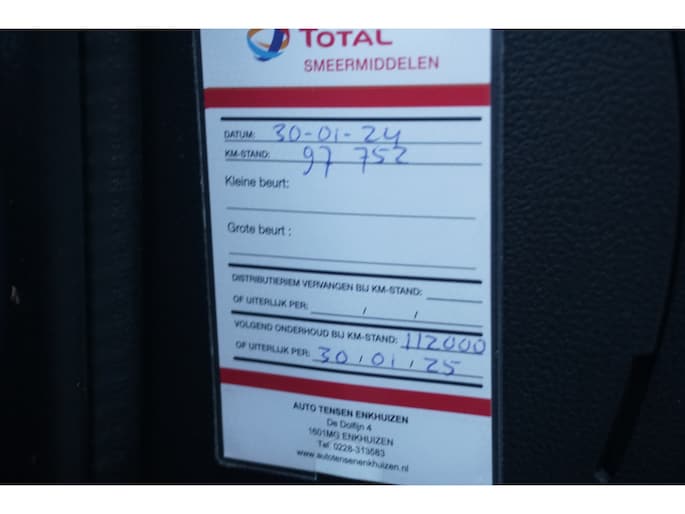 TOTAL
SMEERMIDDELEN
DATUM: 30-01-24
KM-STAND: 97 752
Kleine beurt:
Grote beurt :
DISTRIBUTIERIEM VERVANGEN BIJ KM-STAND:
OF UITERLIJK PER: / /
VOLGEND ONDERHOUD BIJ KM-STAND: 112000
OF UITERLIJK PER: 30 / 01 / 25
AUTO TENSEN ENKHUIZEN
De Dolfijn 4
1601MG ENKHUIZEN
Tel. 0228-313583
www.autotensenenkhuizen.nl